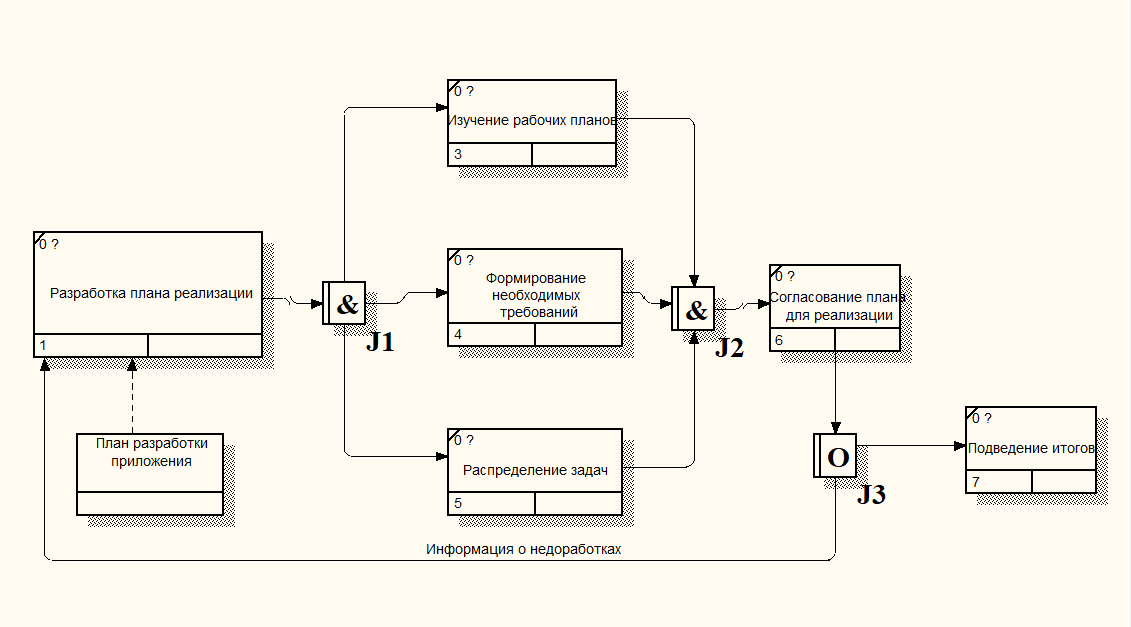 0 ?
Изучение рабочих планов
3
0 ?
Разработка плана реализации
1
&
J1
0 ?
Формирование
необходимых
требований
4
&
J2
0 ?
Согласование плана
для реализации
6
План разработки
приложения
0 ?
Распределение задач
5
O
J3
0 ?
Подведение итогов
7
Информация о недоработках